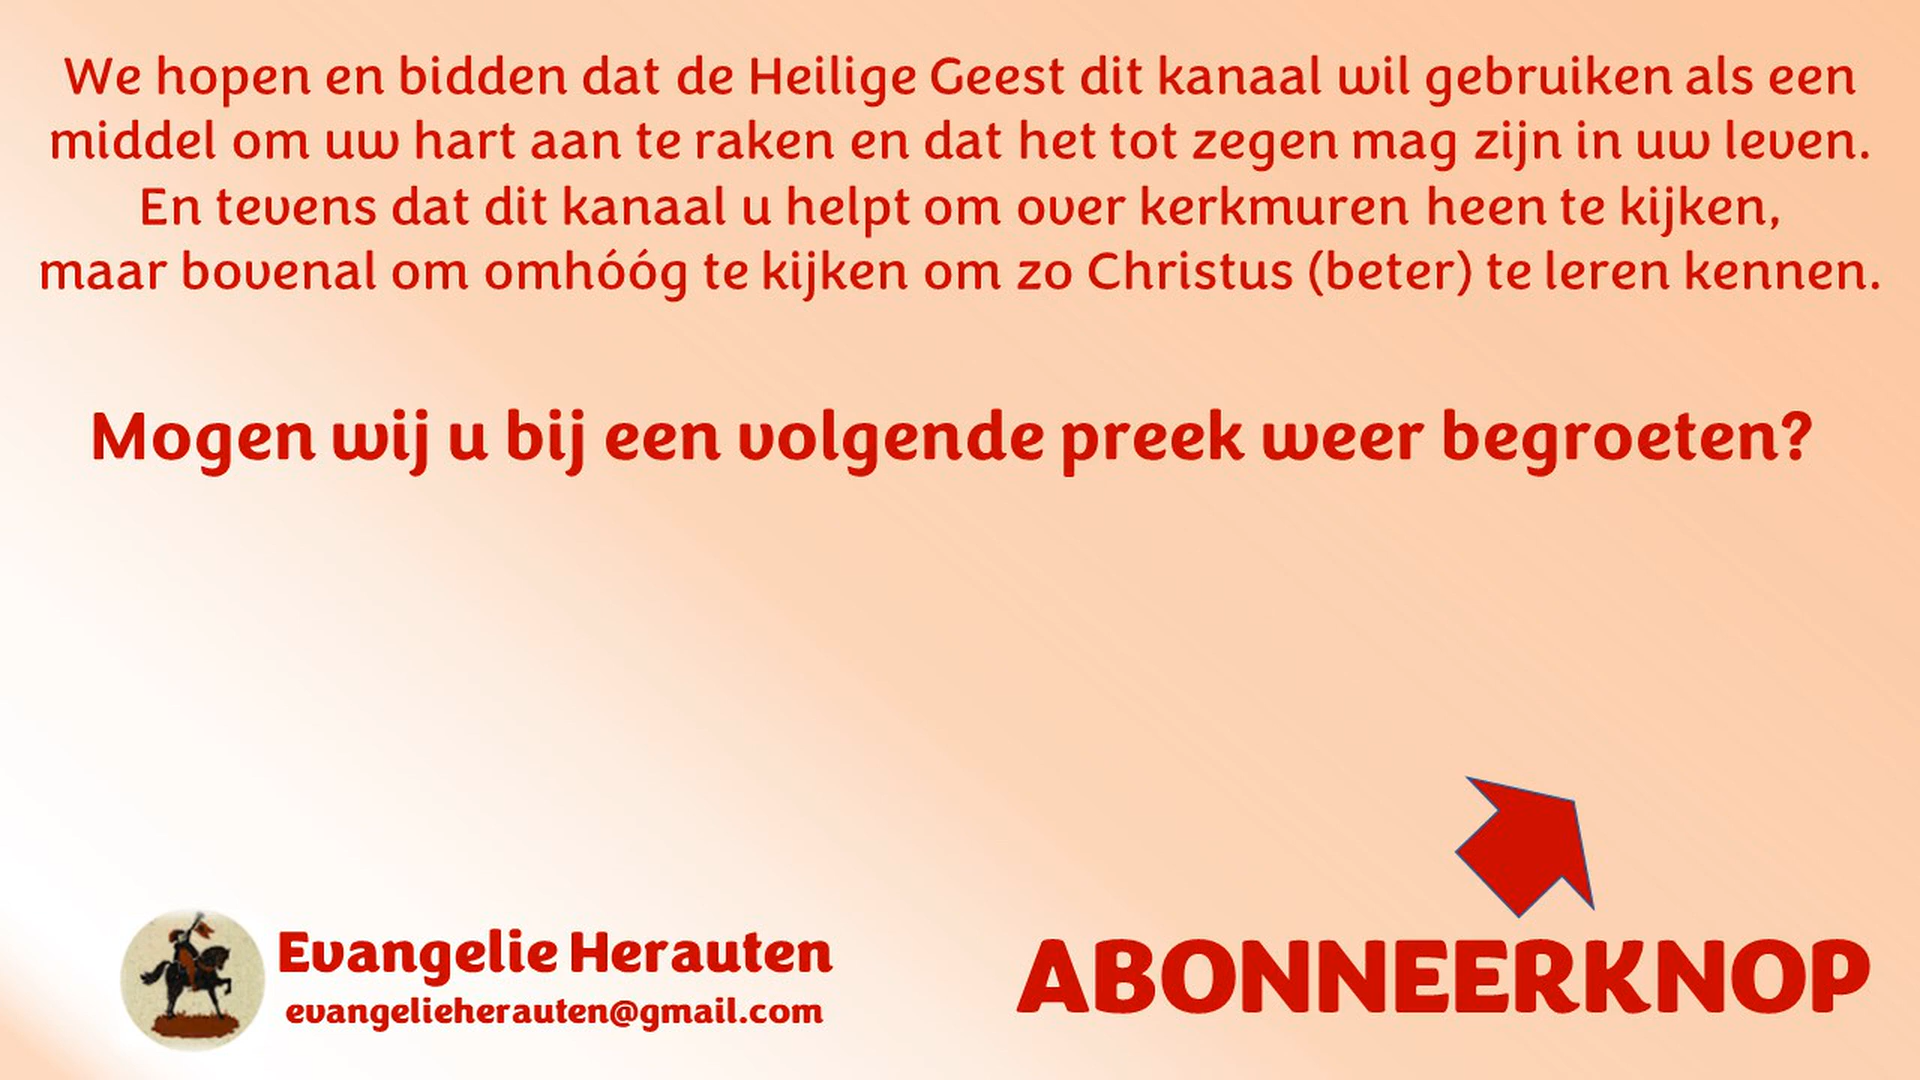 We hopen en bidden dat de Heilige Geest dit kanaal wil gebruiken als een
middel om uw hart aan te raken en dat het tot zegen mag zijn in uw leven.
En tevens dat dit kanaal u helpt om over kerkmuren heen te kijken,
maar bovenal om omhóóg te kijken om zo Christus (beter) te leren kennen.
Mogen wij u bij een volgende preek weer begroeten?
Evangelie Herauten
evangelieherauten@gmail.com
ABONNEERKNOP